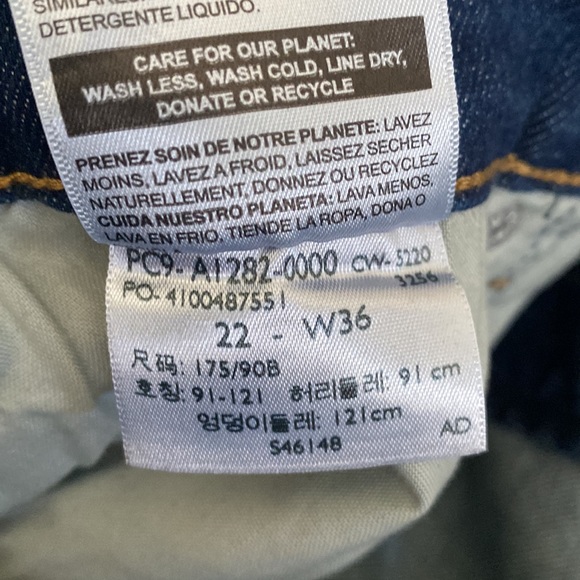 DETERGENTE LIQUIDO.
CARE FOR OUR PLANET:
WASH LESS, WASH COLD, LINE DRY,
DONATE OR RECYCLE
PRENEZ SOIN DE NOTRE PLANETE: LAVEZ
MOINS, LAVEZ A FROID, LAISSEZ SECHER
NATURELLEMENT, DONNEZ OU RECYCLEZ
CUIDA NUESTRO PLANETA: LAVA MENOS,
LAVA EN FRIO, TIENDE LA ROPA, DONA O
PC9-A1282-0000 CW-5220
3256
PO-4100487551
22 - W36
尺码: 175/90B
호칭: 91-121 허리둘레: 91 cm
엉덩이둘레: 121cm
S46148 AD